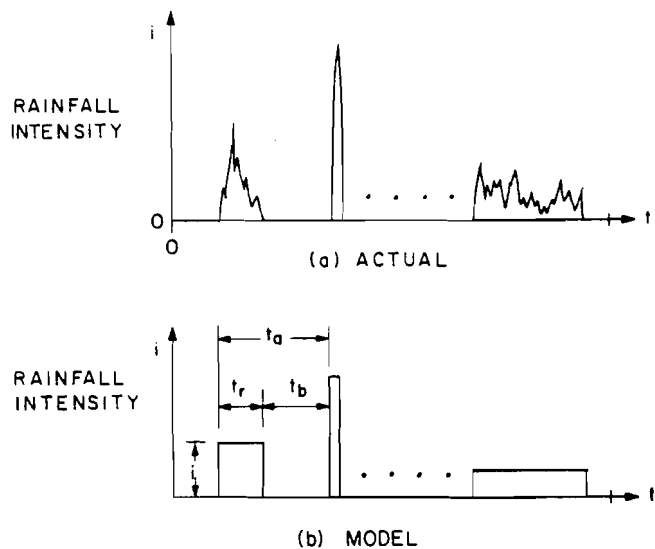 i
RAINFALL
INTENSITY
0
0
t
(a) ACTUAL
i
RAINFALL
INTENSITY
ta
tr
tb
i
t
(b) MODEL